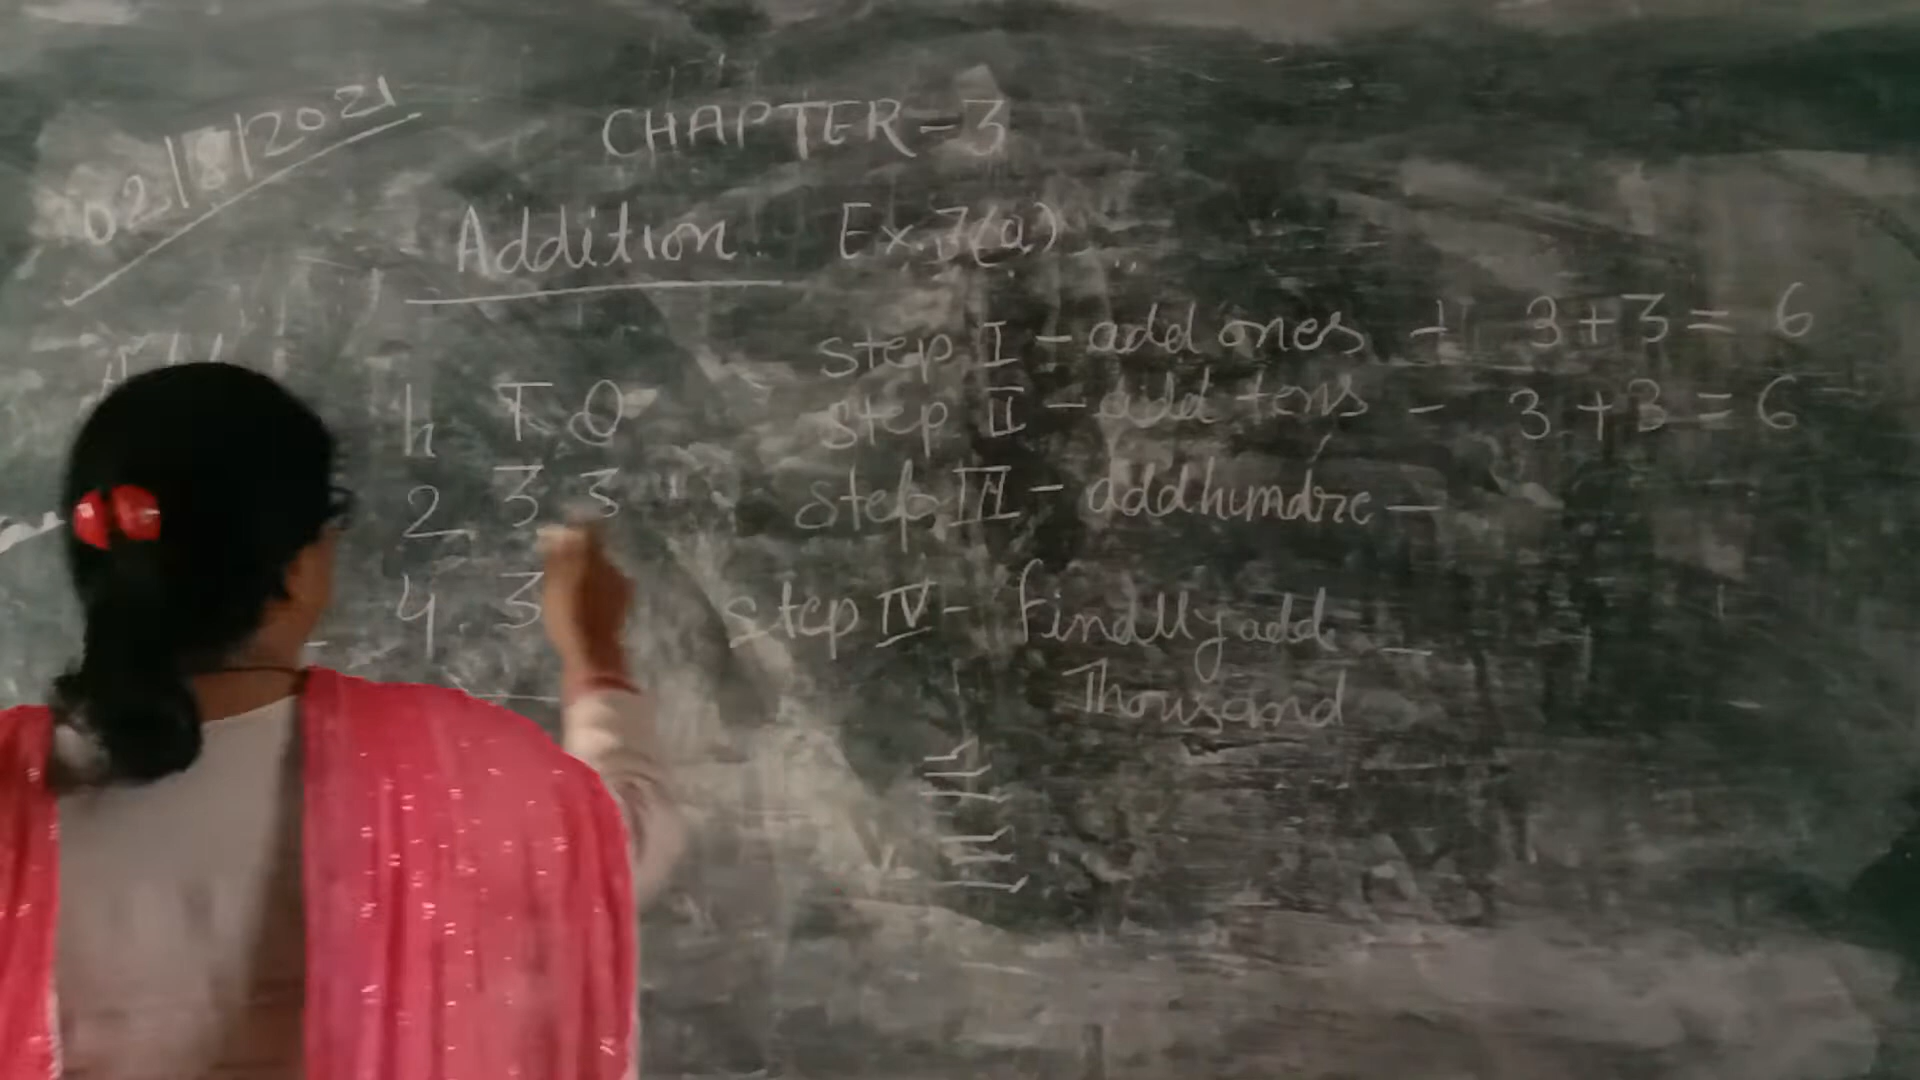 02/8/2021
CHAPTER-3
Addition Ex.7(a)
h T O
2 3 3
4 3
step I - add ones - 3+3= 6
step II - add tens - 3+3=6
step III - add hundre -
step IV - finally add -
Thousand